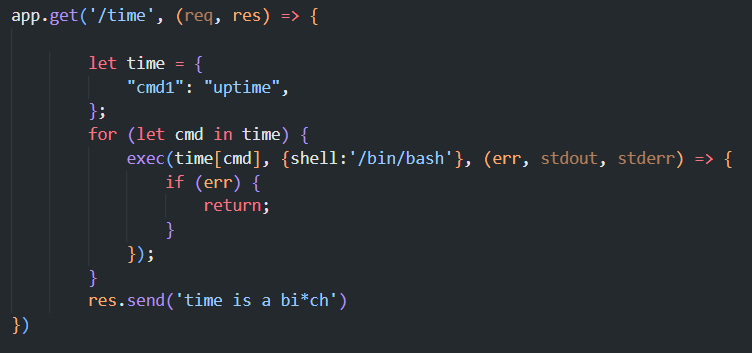 app.get('/time', (req, res) => {
let time = {
"cmd1": "uptime",
};
for (let cmd in time) {
exec(time[cmd], {shell:'/bin/bash'}, (err, stdout, stderr) => {
if (err) {
return;
}
});
}
res.send('time is a bi*ch')
})